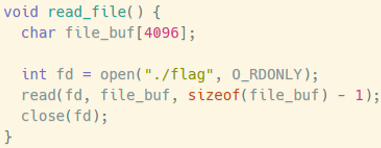 void read_file() {
char file_buf[4096];
int fd = open("./flag", O_RDONLY);
read(fd, file_buf, sizeof(file_buf) - 1);
close(fd);
}